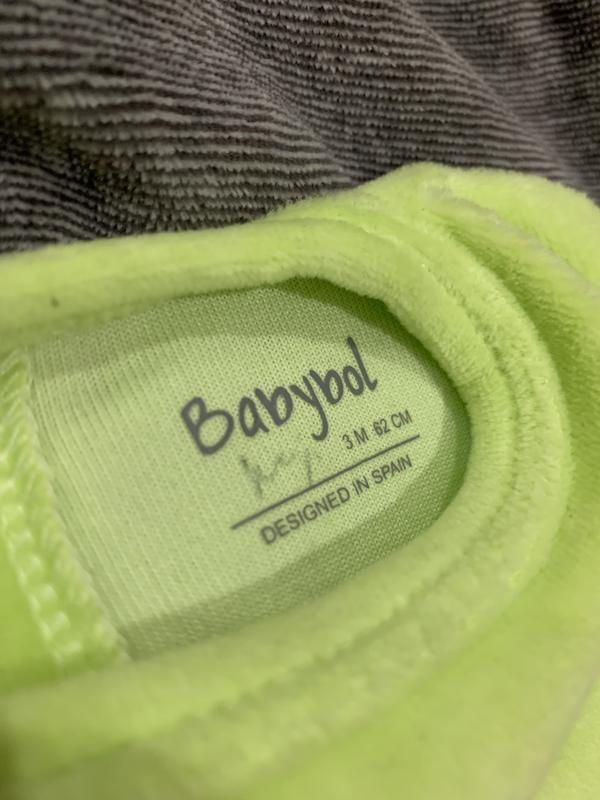 Babybol
3 M 62 CM
DESIGNED IN SPAIN